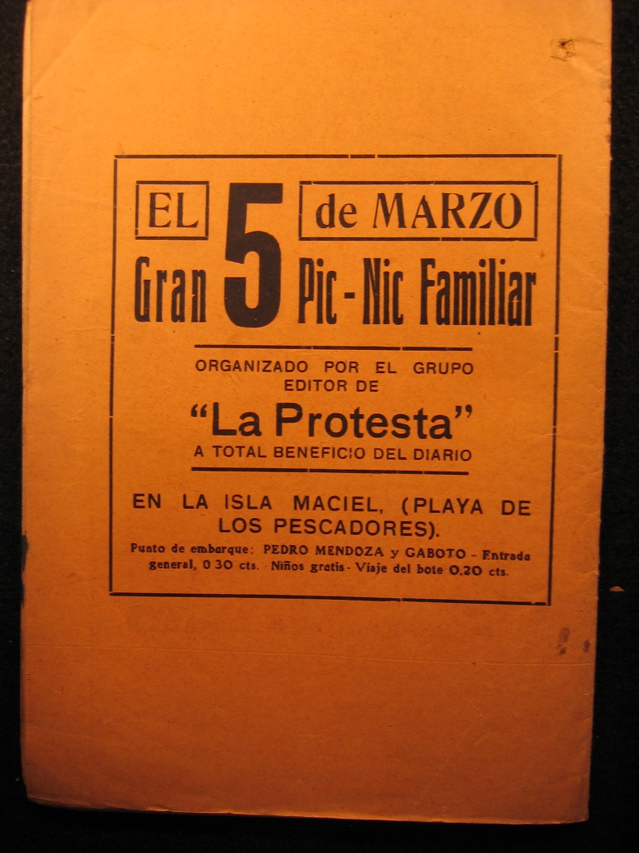 EL 5 de MARZO
Gran Pic-Nic Familiar
ORGANIZADO POR EL GRUPO
EDITOR DE
"La Protesta"
A TOTAL BENEFICIO DEL DIARIO
EN LA ISLA MACIEL, (PLAYA DE
LOS PESCADORES).
Punto de embarque: PEDRO MENDOZA y GABOTO - Entrada
general, 0 30 cts. - Niños gratis - Viaje del bote 0.20 cts.